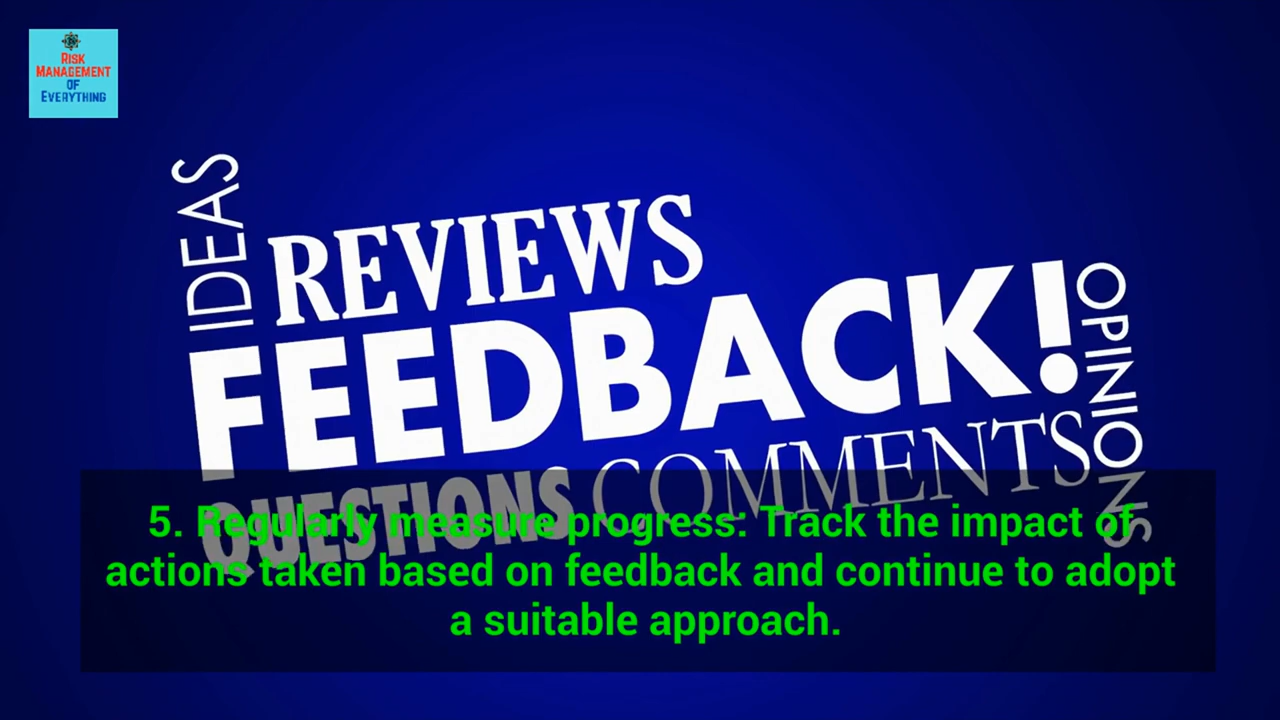 RISK
MANAGEMENT
OF
EVERYTHING
IDEAS
REVIEWS
FEEDBACK!
OPINIONS
QUESTIONS COMMENTS
5. Regularly measure progress: Track the impact of
actions taken based on feedback and continue to adopt
a suitable approach.